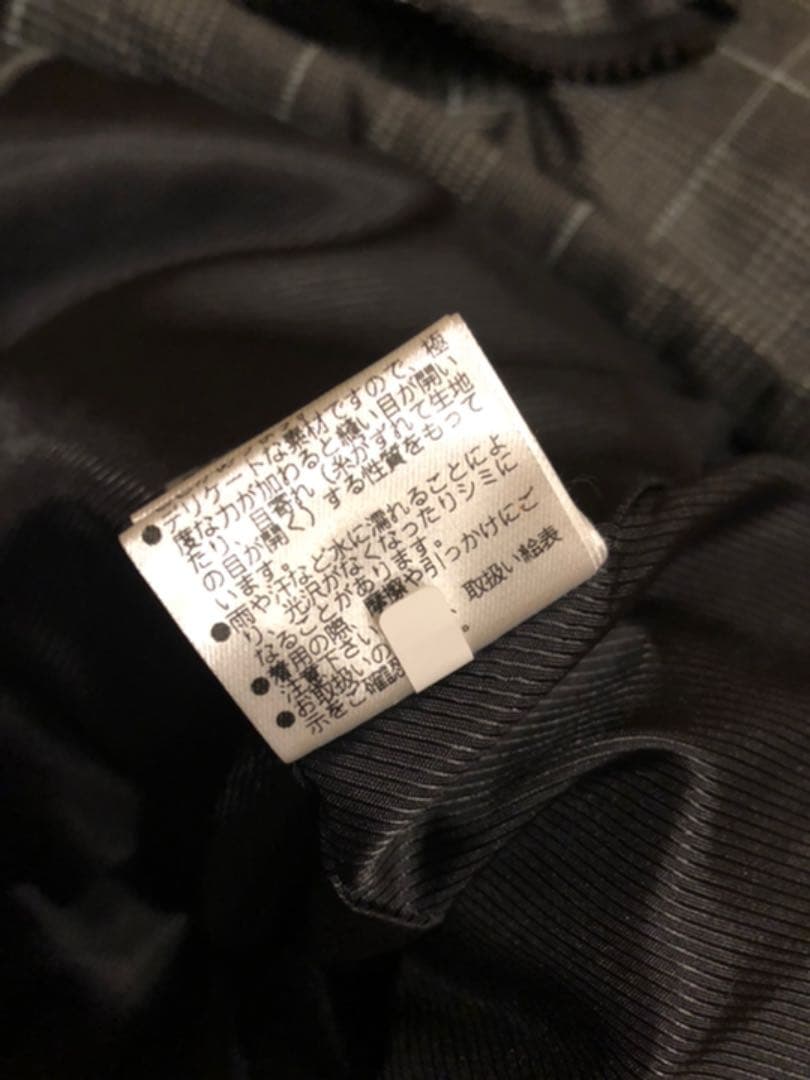 ●デリケートな素材ですので、極
度な力が加わると縫い目が開い
たり、目寄れ(糸がずれて生地
の目が開く)する性質をもって
います。
●雨や汗など水に濡れることによ
り、光沢がなくなったりシミに
なることがあります。
●着用の際、摩擦や引っかけにご
注意下さい。
●お取扱いの 、取扱い絵表
示をご確認 。